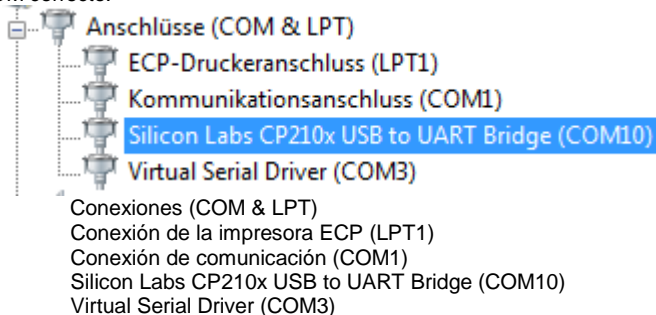 Anschlüsse (COM & LPT)
ECP-Druckeranschluss (LPT1)
Kommunikationsanschluss (COM1)
Silicon Labs CP210x USB to UART Bridge (COM10)
Virtual Serial Driver (COM3)
Conexiones (COM & LPT)
Conexión de la impresora ECP (LPT1)
Conexión de comunicación (COM1)
Silicon Labs CP210x USB to UART Bridge (COM10)
Virtual Serial Driver (COM3)